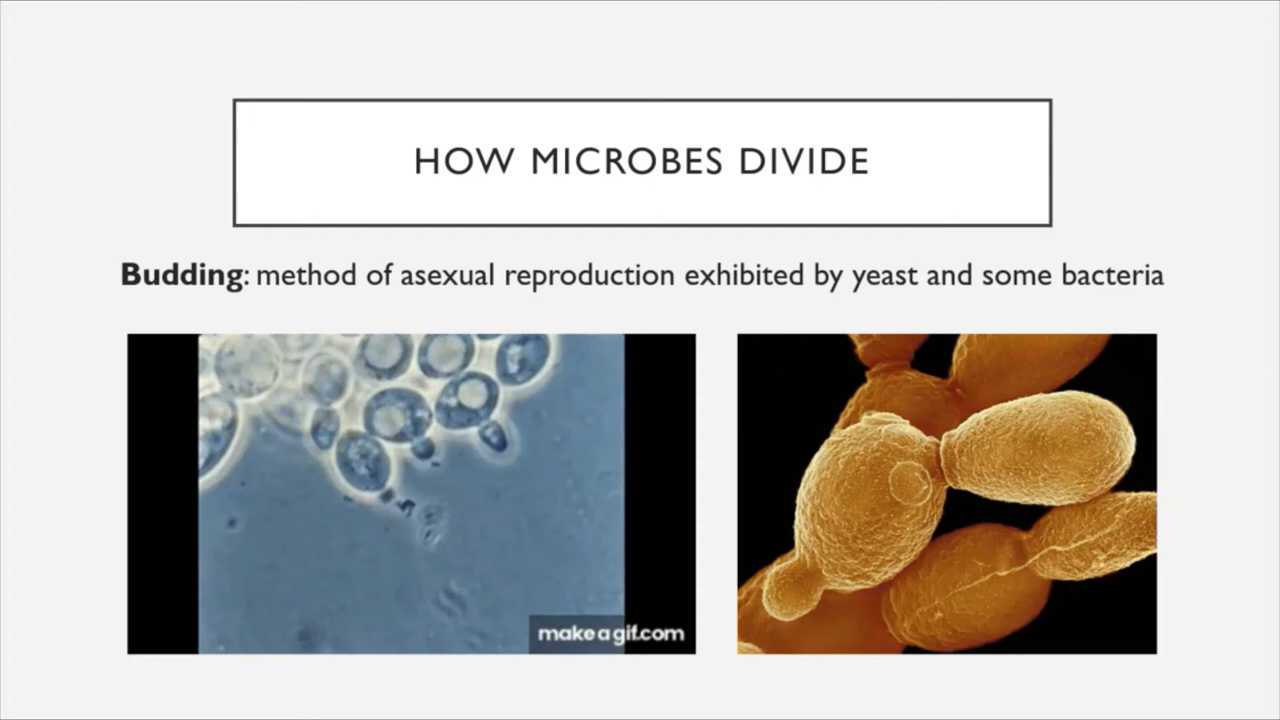 HOW MICROBES DIVIDE
Budding: method of asexual reproduction exhibited by yeast and some bacteria
makeagif.com